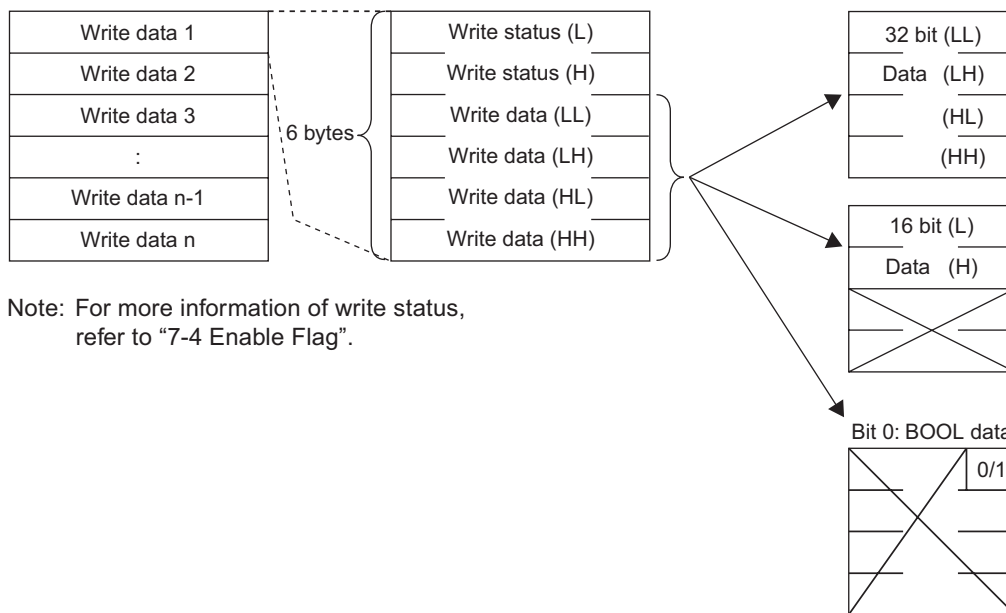 Write data 1
Write data 2
Write data 3
:
Write data n-1
Write data n
6 bytes
Write status (L)
Write status (H)
Write data (LL)
Write data (LH)
Write data (HL)
Write data (HH)
32 bit (LL)
Data (LH)
(HL)
(HH)
16 bit (L)
Data (H)
Bit 0: BOOL data
0/1
Note: For more information of write status,
refer to “7-4 Enable Flag”.